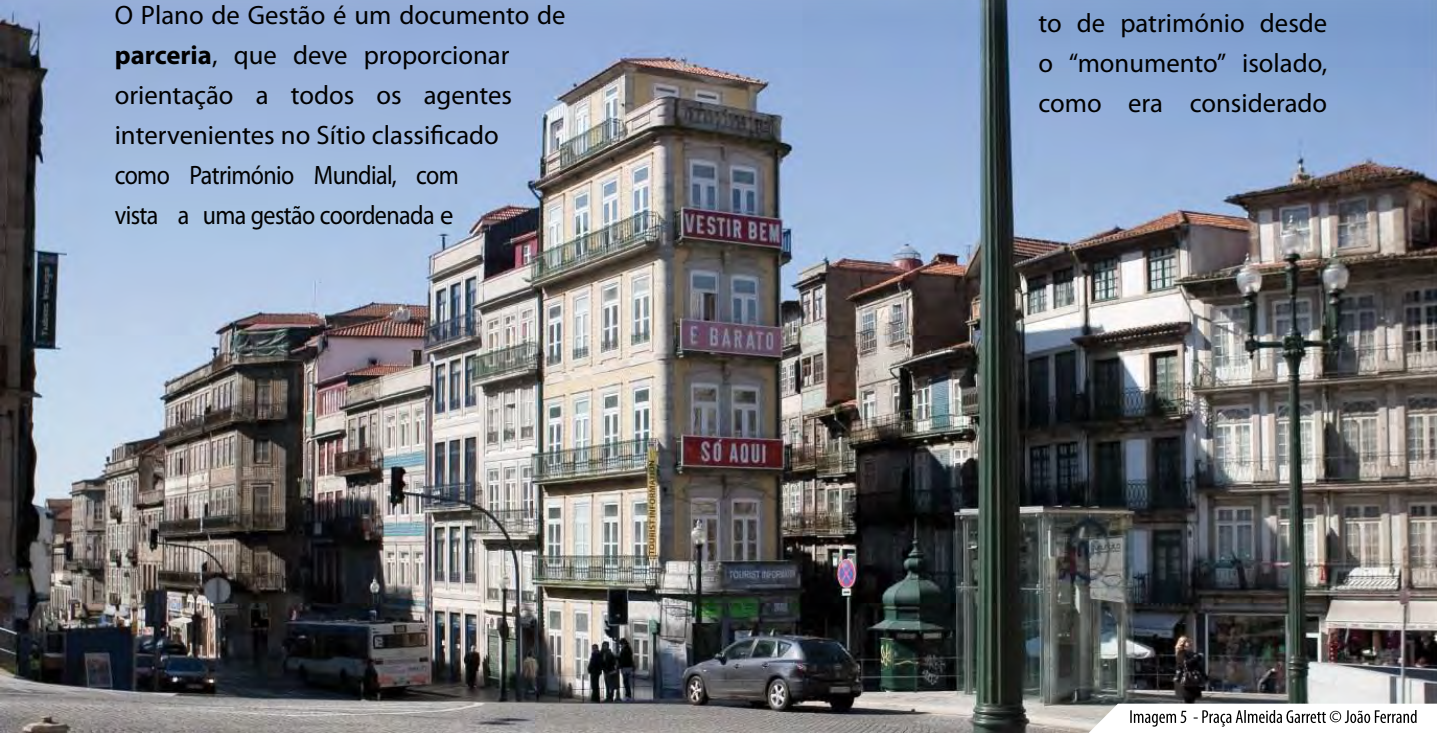 O Plano de Gestão é um documento de
parceria, que deve proporcionar
orientação a todos os agentes
intervenientes no Sítio classificado
como Património Mundial, com
vista a uma gestão coordenada e
to de património desde
o “monumento” isolado,
como era considerado
VESTIR BEM
E BARATO
SÓ AQUI
TOURIST INFORMATION
TOURIST INFORMATION
Imagem 5 - Praça Almeida Garrett © João Ferrand